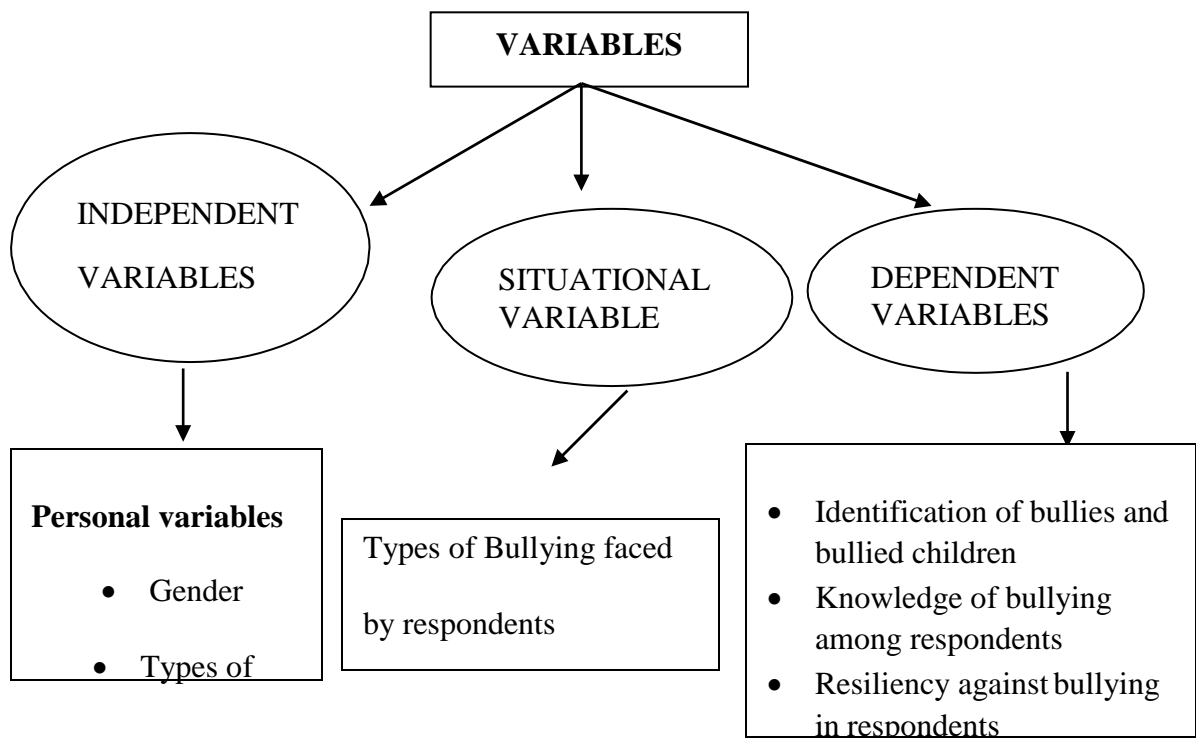 VARIABLES
INDEPENDENT
VARIABLES
SITUATIONAL
VARIABLE
DEPENDENT
VARIABLES
Personal variables
• Gender
• Types of
Types of Bullying faced
by respondents
• Identification of bullies and
bullied children
• Knowledge of bullying
among respondents
• Resiliency against bullying
in respondents